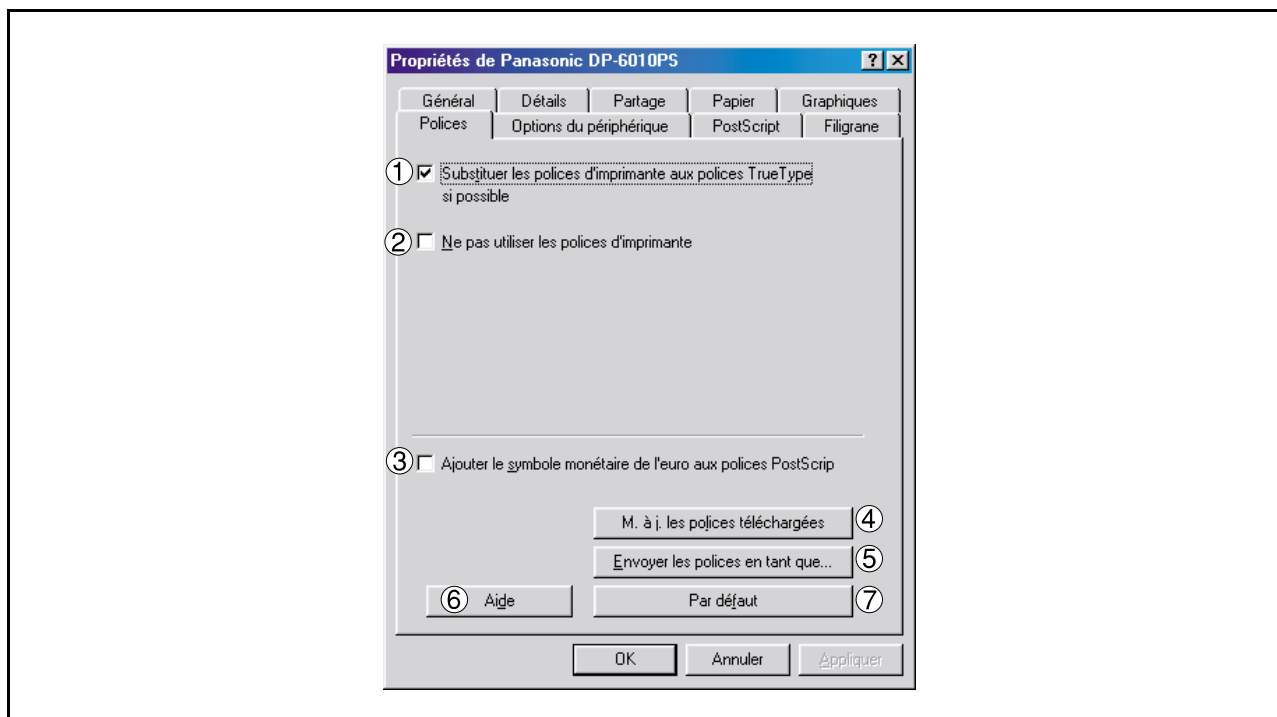 Propriétés de Panasonic DP-6010PS ? ×
Général Détails Partage Papier Graphiques
Polices Options du périphérique PostScript Filigrane
① Substituer les polices d'imprimante aux polices TrueType
si possible
② Ne pas utiliser les polices d'imprimante
③ Ajouter le symbole monétaire de l'euro aux polices PostScrip
M. à j. les polices téléchargées ④
Envoyer les polices en tant que... ⑤
⑥ Aide Par défaut ⑦
OK Annuler Appliquer